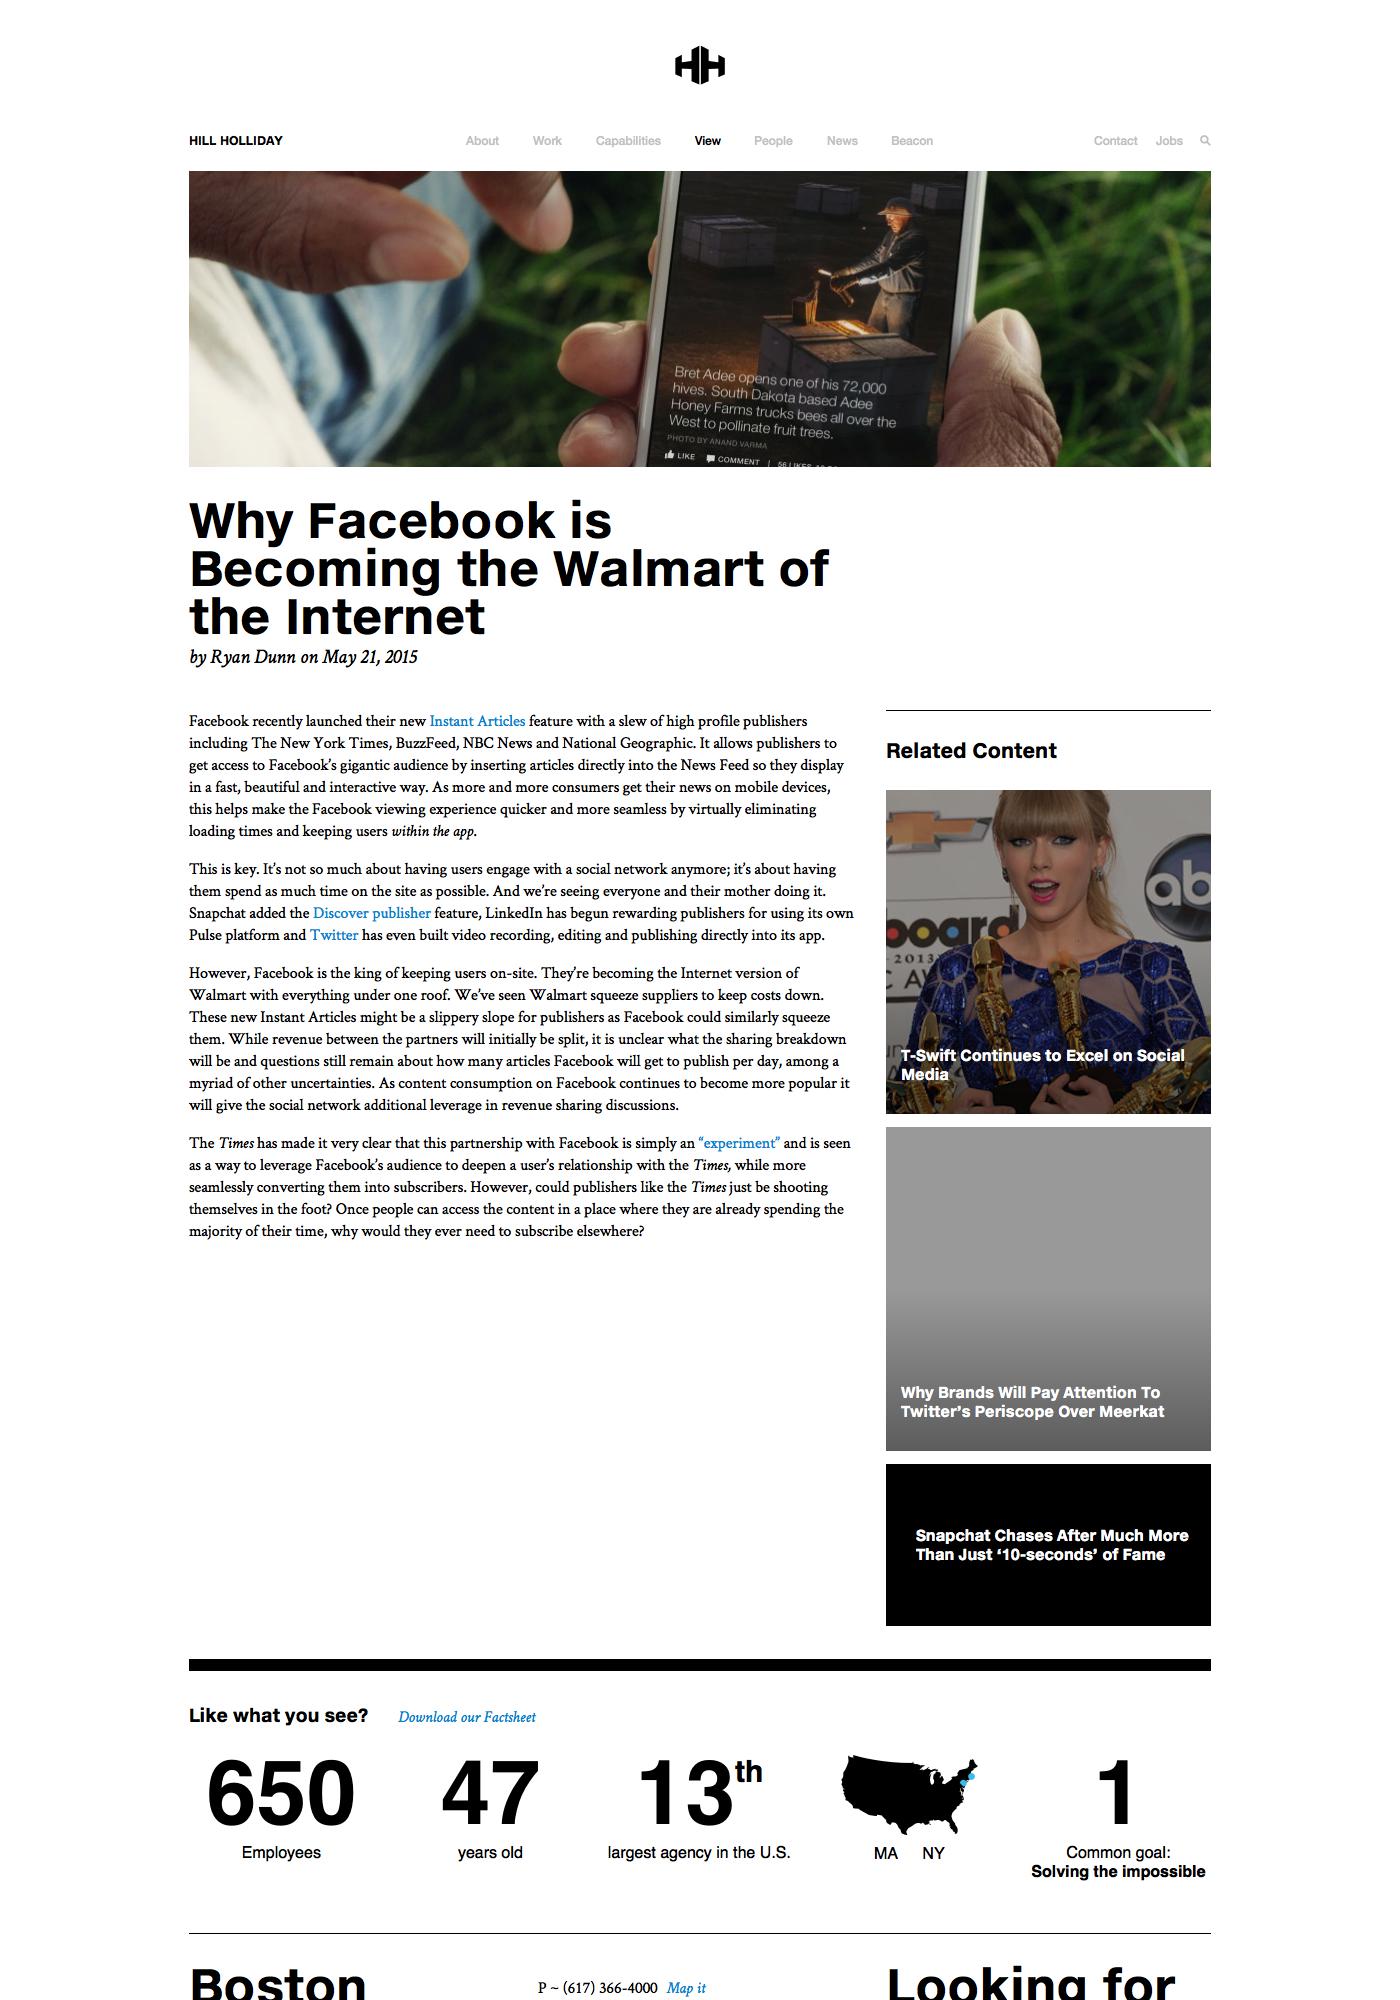 HH
HILL HOLLIDAY
About Work Capabilities View People News Beacon
Contact Jobs
Bret Adee opens one of his 72,000
hives. South Dakota based Adee
Honey Farms trucks bees all over the
West to pollinate fruit trees.
PHOTO BY ANAND VARMA
LIKE COMMENT | 56 LIKES
Why Facebook is
Becoming the Walmart of
the Internet
by Ryan Dunn on May 21, 2015
Facebook recently launched their new Instant Articles feature with a slew of high profile publishers
including The New York Times, BuzzFeed, NBC News and National Geographic. It allows publishers to
get access to Facebook’s gigantic audience by inserting articles directly into the News Feed so they display
in a fast, beautiful and interactive way. As more and more consumers get their news on mobile devices,
this helps make the Facebook viewing experience quicker and more seamless by virtually eliminating
loading times and keeping users within the app.
This is key. It’s not so much about having users engage with a social network anymore; it’s about having
them spend as much time on the site as possible. And we’re seeing everyone and their mother doing it.
Snapchat added the Discover publisher feature, LinkedIn has begun rewarding publishers for using its own
Pulse platform and Twitter has even built video recording, editing and publishing directly into its app.
However, Facebook is the king of keeping users on-site. They’re becoming the Internet version of
Walmart with everything under one roof. We’ve seen Walmart squeeze suppliers to keep costs down.
These new Instant Articles might be a slippery slope for publishers as Facebook could similarly squeeze
them. While revenue between the partners will initially be split, it is unclear what the sharing breakdown
will be and questions still remain about how many articles Facebook will get to publish per day, among a
myriad of other uncertainties. As content consumption on Facebook continues to become more popular it
will give the social network additional leverage in revenue sharing discussions.
The Times has made it very clear that this partnership with Facebook is simply an “experiment” and is seen
as a way to leverage Facebook’s audience to deepen a user’s relationship with the Times, while more
seamlessly converting them into subscribers. However, could publishers like the Times just be shooting
themselves in the foot? Once people can access the content in a place where they are already spending the
majority of their time, why would they ever need to subscribe elsewhere?
Related Content
abc
board
2013
T-Swift Continues to Excel on Social
Media
Why Brands Will Pay Attention To
Twitter’s Periscope Over Meerkat
Snapchat Chases After Much More
Than Just ‘10-seconds’ of Fame
Like what you see? Download our Factsheet
650
Employees
47
years old
13th
largest agency in the U.S.
MA NY
1
Common goal:
Solving the impossible
Boston
P ~ (617) 366-4000 Map it
Looking for